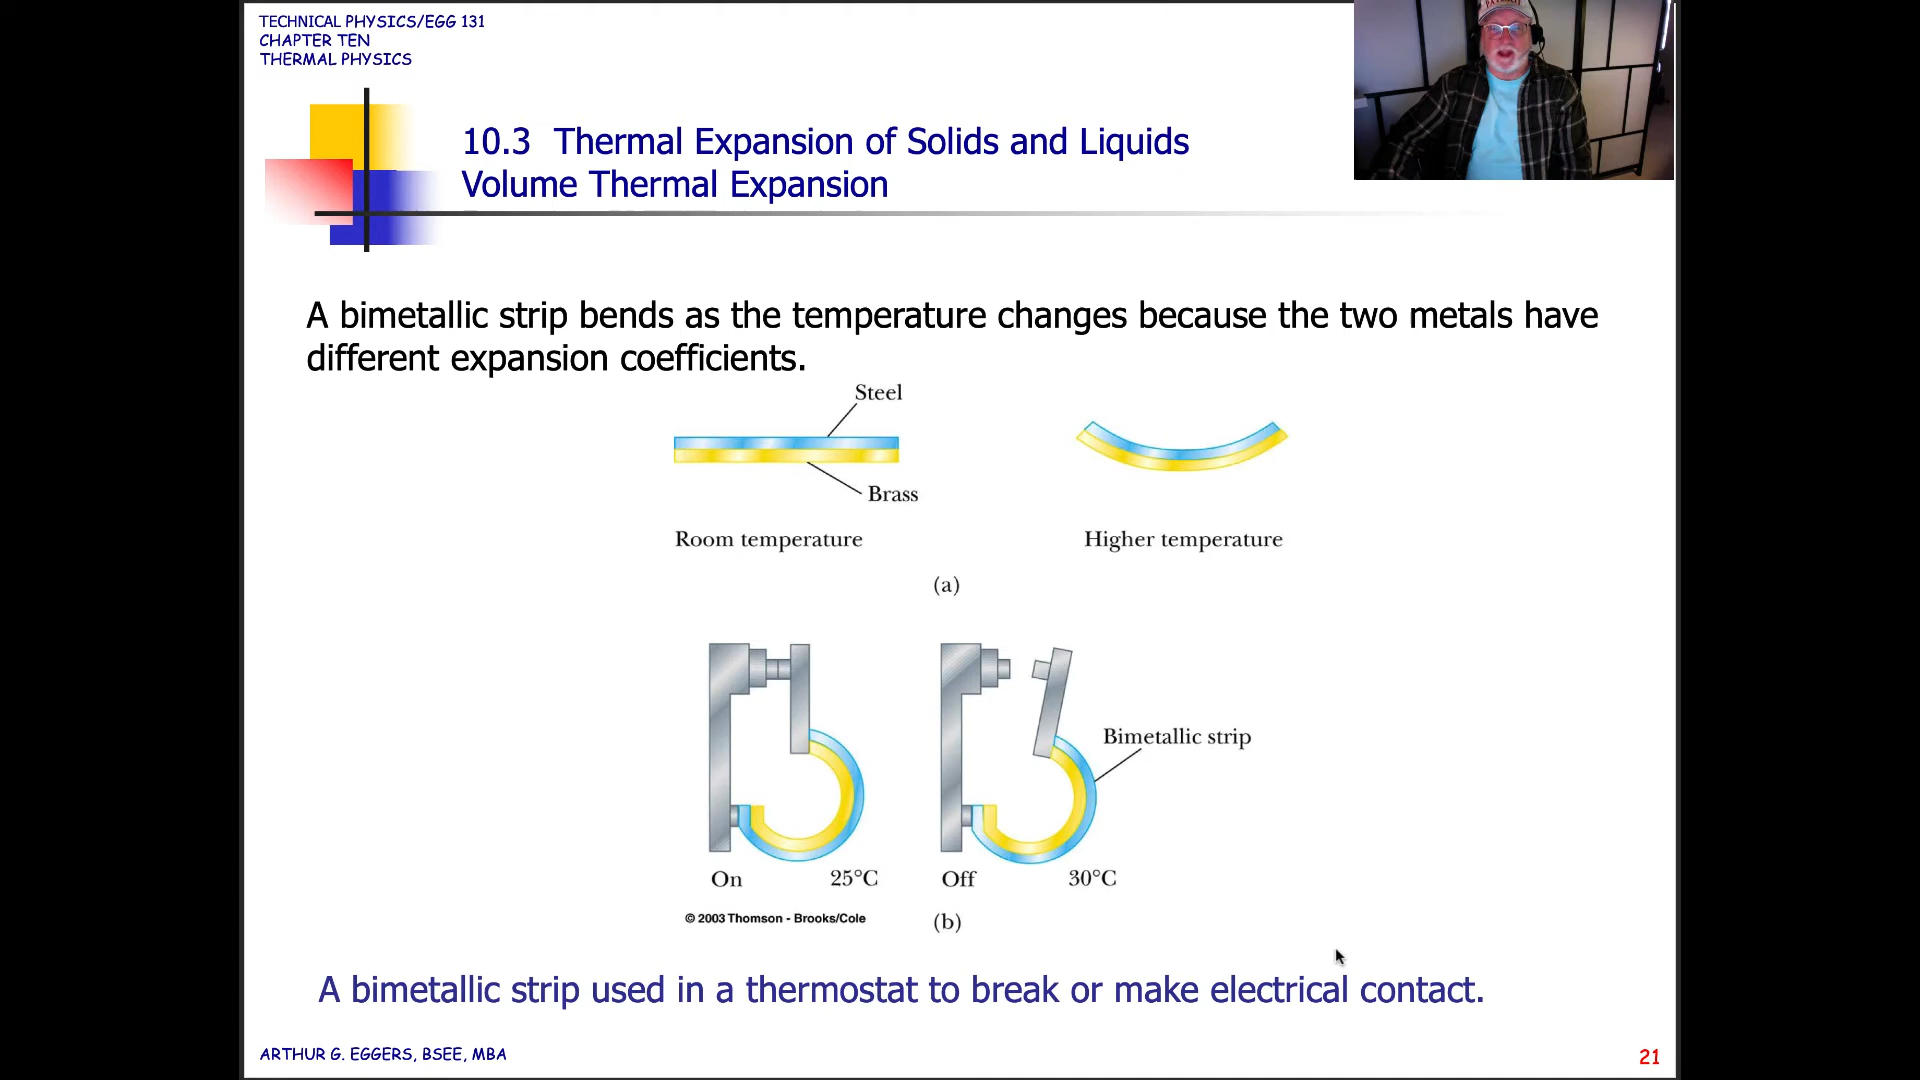 TECHNICAL PHYSICS/EGG 131
CHAPTER TEN
THERMAL PHYSICS
10.3 Thermal Expansion of Solids and Liquids
Volume Thermal Expansion
A bimetallic strip bends as the temperature changes because the two metals have
different expansion coefficients.
Steel
Brass
Room temperature
Higher temperature
(a)
Bimetallic strip
On
25°C
Off
30°C
© 2003 Thomson - Brooks/Cole
(b)
A bimetallic strip used in a thermostat to break or make electrical contact.
ARTHUR G. EGGERS, BSEE, MBA
21